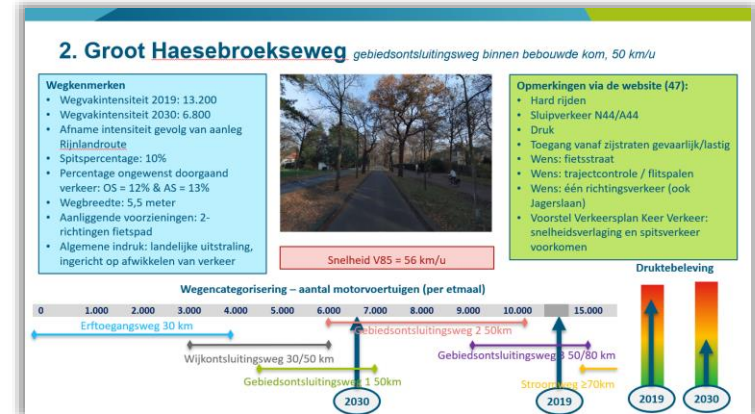 2. Groot Haesebroekseweg gebiedsontsluitingsweg binnen bebouwde kom, 50 km/u
Wegkenmerken
• Wegvakintensiteit 2019: 13.200
• Wegvakintensiteit 2030: 6.800
• Afname intensiteit gevolg van aanleg
Rijnlandroute
• Spitspercentage: 10%
• Percentage ongewenst doorgaand
verkeer: OS = 12% & AS = 13%
• Wegbreedte: 5,5 meter
• Aanliggende voorzieningen: 2-
richtingen fietspad
• Algemene indruk: landelijke uitstraling,
ingericht op afwikkelen van verkeer
Snelheid V85 = 56 km/u
Opmerkingen via de website (47):
• Hard rijden
• Sluipverkeer N44/A44
• Druk
• Toegang vanaf zijstraten gevaarlijk/lastig
• Wens: fietsstraat
• Wens: trajectcontrole / flitspalen
• Wens: één richtingsverkeer (ook
Jagerslaan)
• Voorstel Verkeersplan Keer Verkeer:
snelheidsverlaging en spitsverkeer
voorkomen
Druktebeleving
Wegencategorisering – aantal motorvoertuigen (per etmaal)
0 1.000 2.000 3.000 4.000 5.000 6.000 7.000 8.000 9.000 10.000 15.000
Erftoegangsweg 30 km
Gebiedsontsluitingsweg 2 50km
Wijkontsluitingsweg 30/50 km
Gebiedsontsluitingsweg 3 50/80 km
Gebiedsontsluitingsweg 1 50km
Stroomweg ≥70km
2030
2019
2019
2030